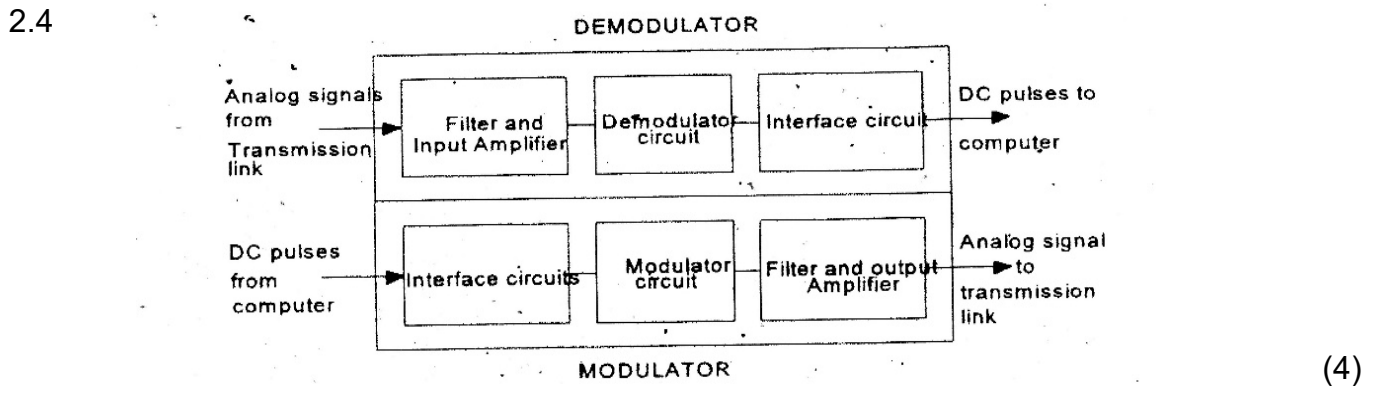 2.4
DEMODULATOR
Analog signals
from
Transmission
link
Filter and
Input Amplifier
Demodulator
circuit
Interface circuit
DC pulses to
computer
DC pulses
from
computer
Interface circuits
Modulator
circuit
Filter and output
Amplifier
Analog signal
to
transmission
link
MODULATOR
(4)